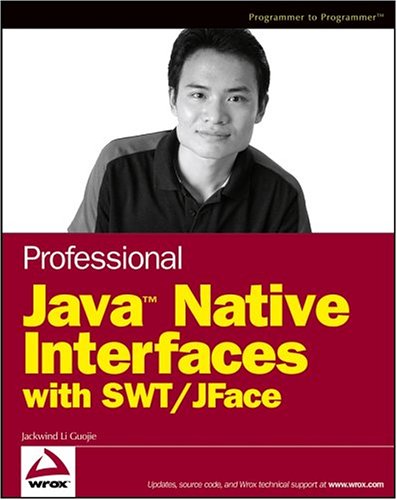 Programmer to Programmer™
Professional
Java™ Native
Interfaces
with SWT/JFace
Jackwind Li Guojie
wrox
Updates, source code, and Wrox technical support at www.wrox.com